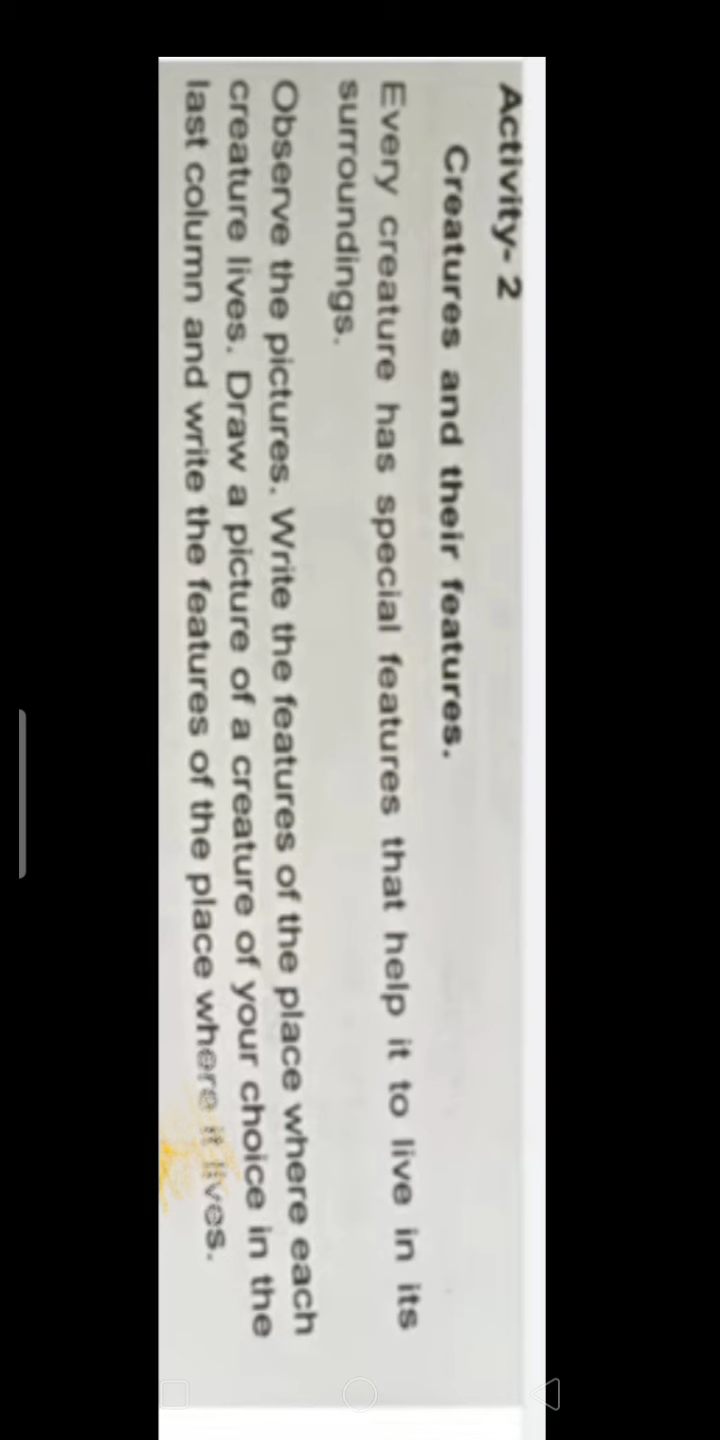 Activity- 2
Creatures and their features.
Every creature has special features that help it to live in its
surroundings.
Observe the pictures. Write the features of the place where each
creature lives. Draw a picture of a creature of your choice in the
last column and write the features of the place where it lives.